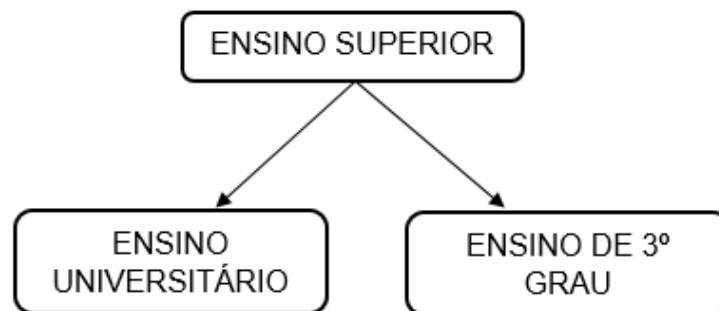 ENSINO SUPERIOR
ENSINO
UNIVERSITÁRIO
ENSINO DE 3º
GRAU